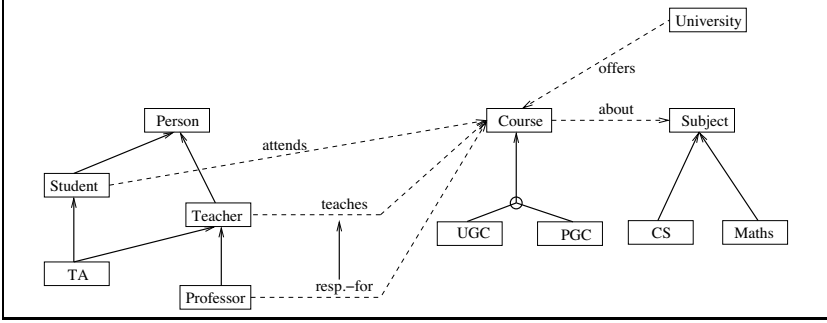 University
offers
Person
Course
about
Subject
attends
Student
Teacher
teaches
UGC
PGC
CS
Maths
TA
resp.−for
Professor